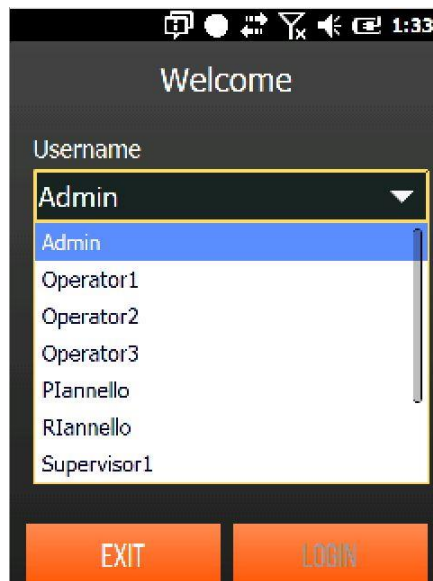 1:33
Welcome
Username
Admin
Admin
Operator1
Operator2
Operator3
PIannello
RIannello
Supervisor1
EXIT
LOGIN